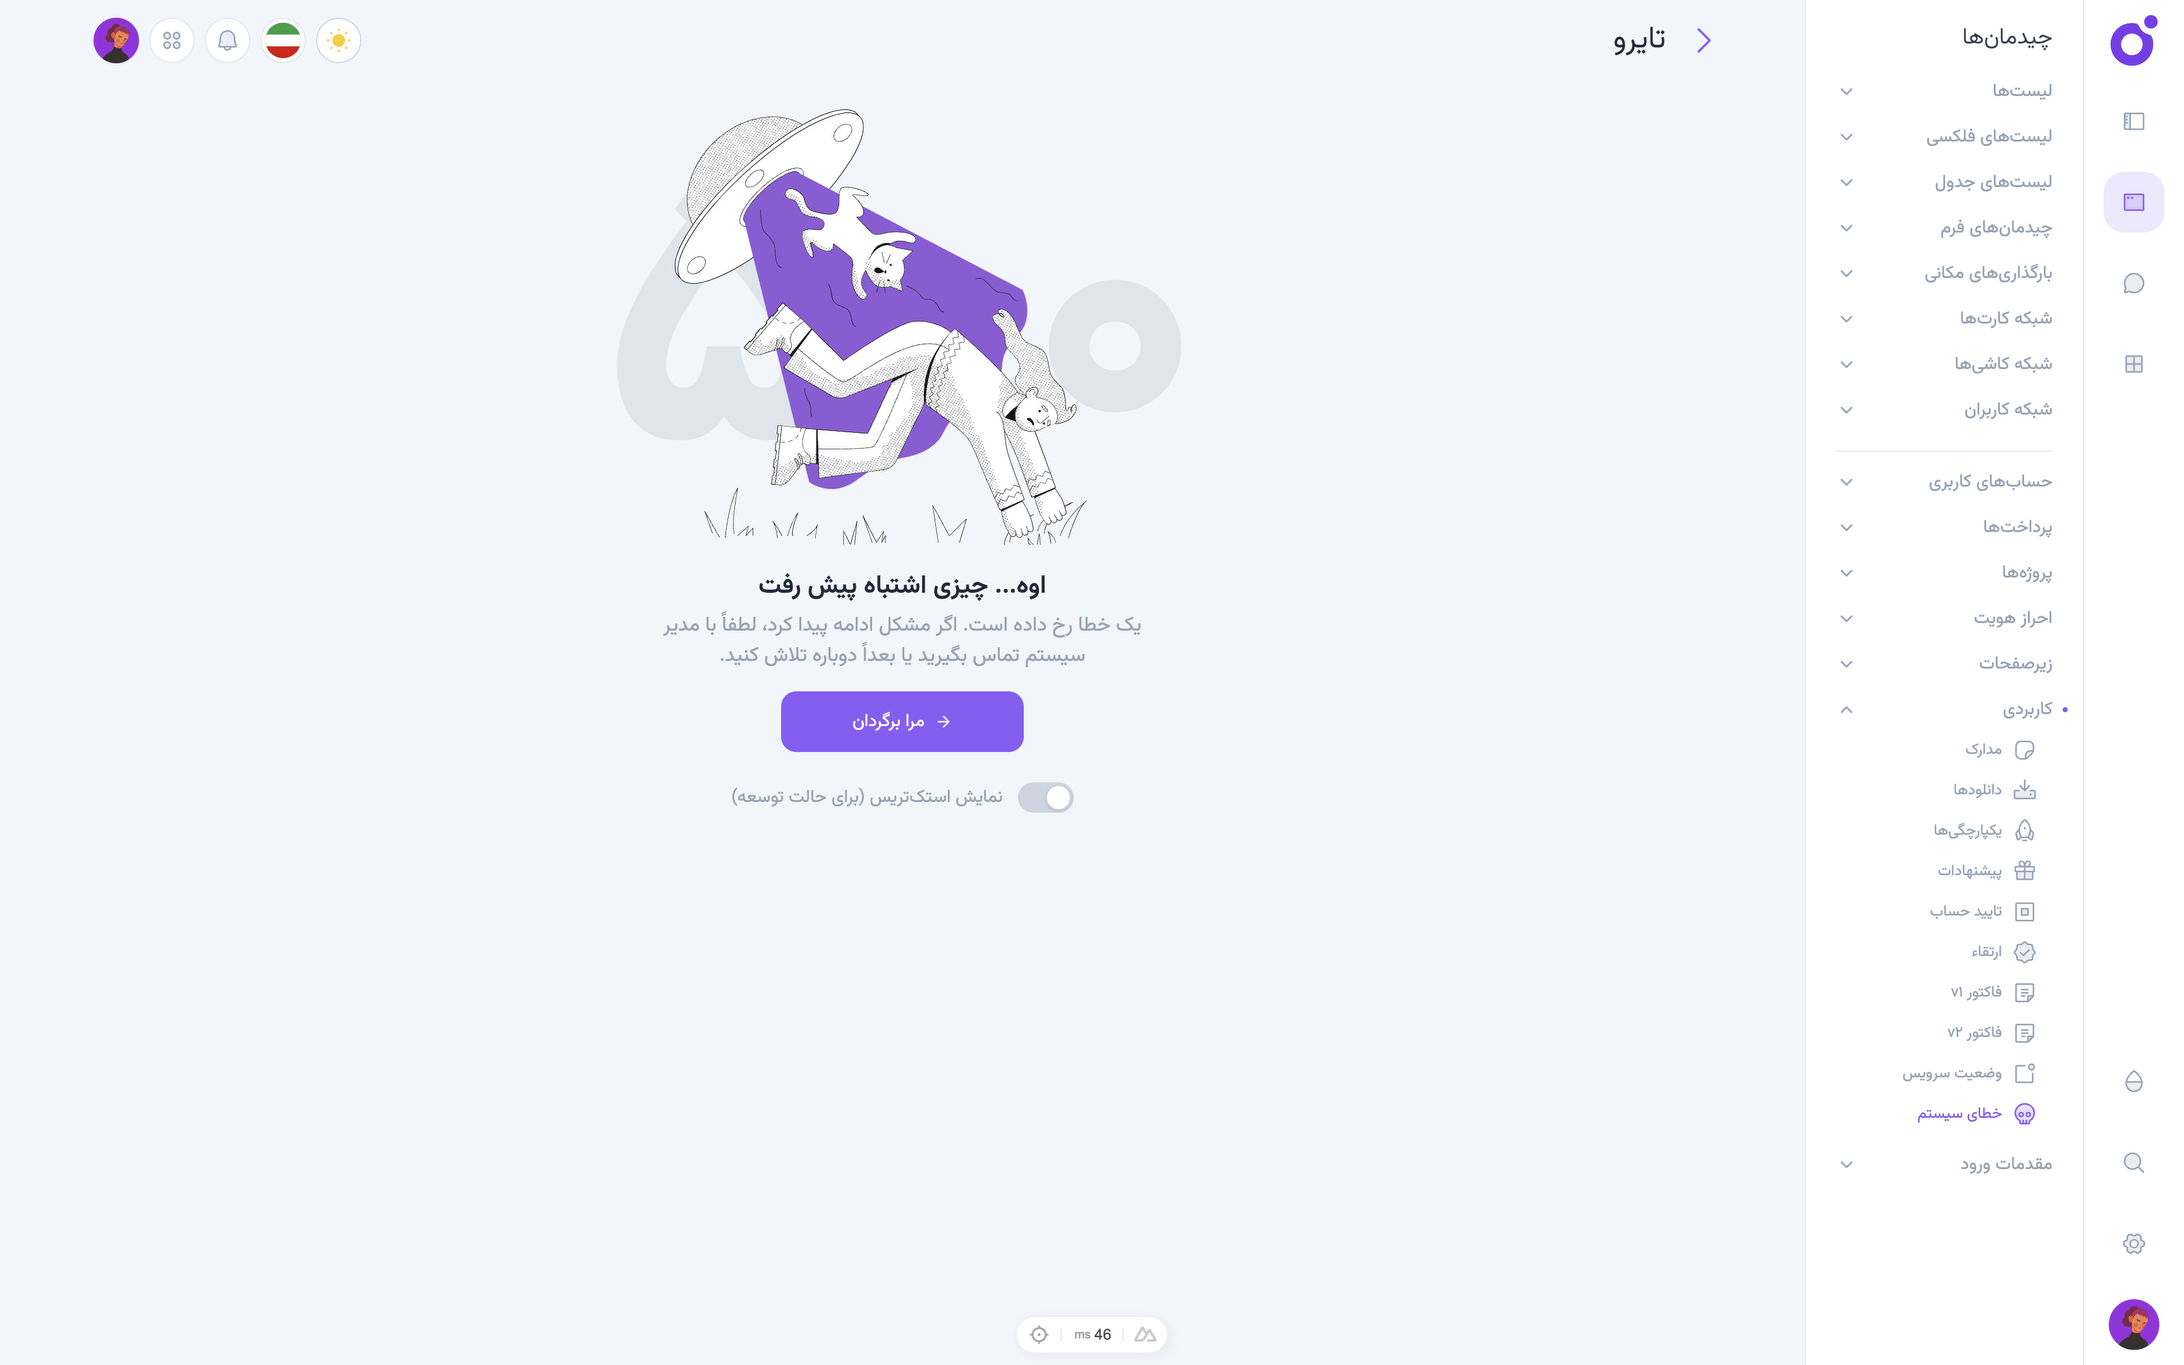 چیدمان‌ها
لیست‌ها
لیست‌های فلکسی
لیست‌های جدول
چیدمان‌های فرم
بارگذاری‌های مکانی
شبکه کارت‌ها
شبکه کاشی‌ها
شبکه کاربران
حساب‌های کاربری
پرداخت‌ها
پروژه‌ها
احراز هویت
زیرصفحات
کاربردی
مدارک
دانلودها
یکپارچگی‌ها
پیشنهادات
تایید حساب
ارتقاء
فاکتور v۱
فاکتور v۲
وضعیت سرویس
خطای سیستم
مقدمات ورود
تایرو
اوه... چیزی اشتباه پیش رفت
یک خطا رخ داده است. اگر مشکل ادامه پیدا کرد، لطفاً با مدیر
سیستم تماس بگیرید یا بعداً دوباره تلاش کنید.
مرا برگردان
نمایش استک‌تریس (برای حالت توسعه)
46 ms